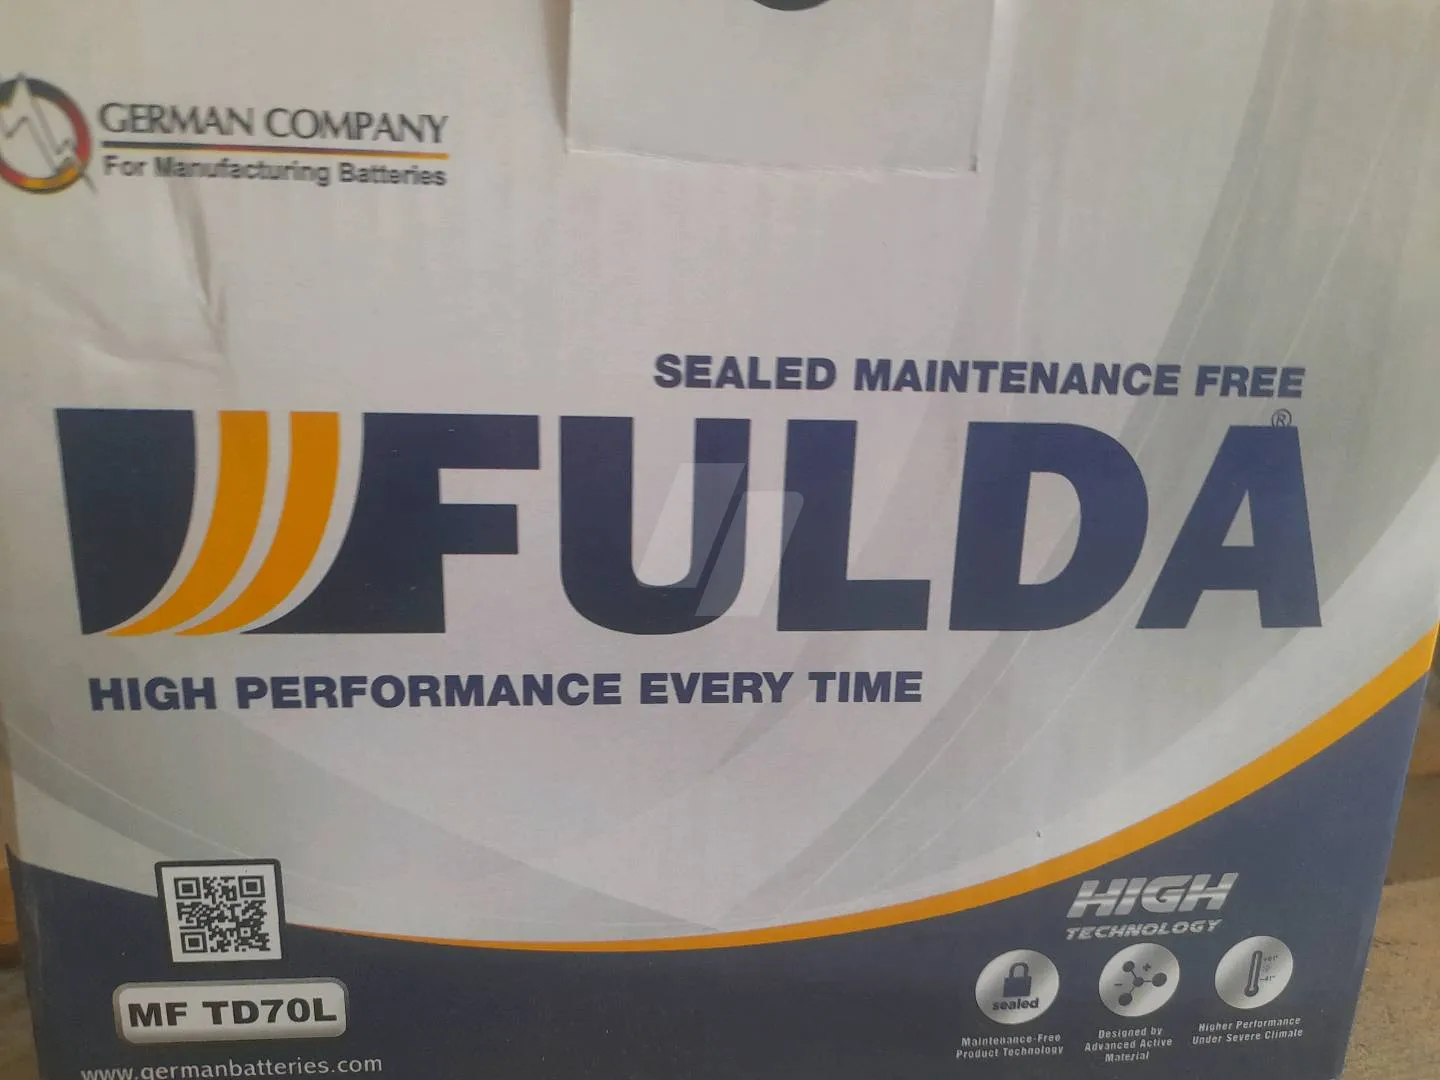 GERMAN COMPANY
For Manufacturing Batteries
SEALED MAINTENANCE FREE
FULDA®
HIGH PERFORMANCE EVERY TIME
HIGH
TECHNOLOGY
sealed
Maintenance-Free
Product Technology
Designed by
Advanced Active
Material
Higher Performance
Under Severe Climate
MF TD70L
www.germanbatteries.com